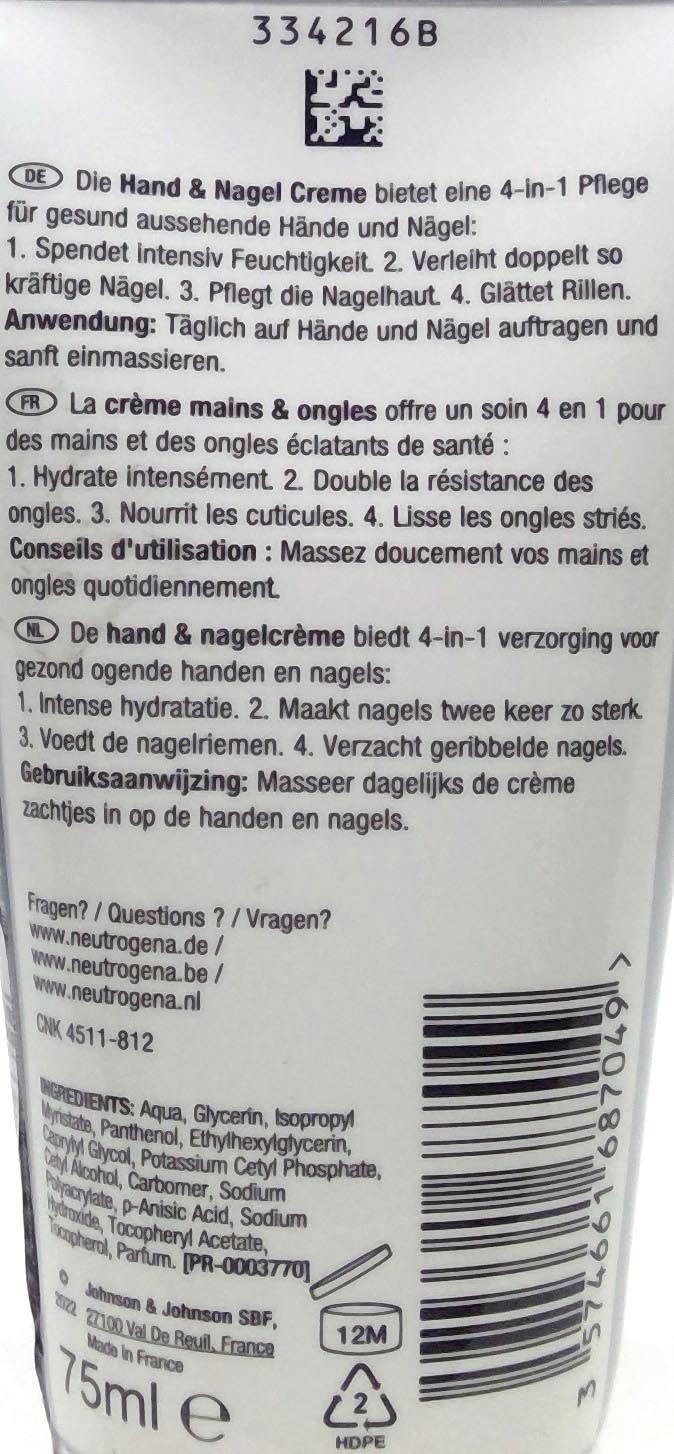 334216B
DE Die Hand & Nagel Creme bietet eine 4-in-1 Pflege
für gesund aussehende Hände und Nägel:
1. Spendet intensiv Feuchtigkeit. 2. Verleiht doppelt so
kräftige Nägel. 3. Pflegt die Nagelhaut. 4. Glättet Rillen.
Anwendung: Täglich auf Hände und Nägel auftragen und
sanft einmassieren.
FR La crème mains & ongles offre un soin 4 en 1 pour
des mains et des ongles éclatants de santé :
1. Hydrate intensément. 2. Double la résistance des
ongles. 3. Nourrit les cuticules. 4. Lisse les ongles striés.
Conseils d'utilisation : Massez doucement vos mains et
ongles quotidiennement.
NL De hand & nagelcrème biedt 4-in-1 verzorging voor
gezond ogende handen en nagels:
1. Intense hydratatie. 2. Maakt nagels twee keer zo sterk.
3. Voedt de nagelriemen. 4. Verzacht geribbelde nagels.
Gebruiksaanwijzing: Masseer dagelijks de crème
zachtjes in op de handen en nagels.
Fragen? / Questions ? / Vragen?
www.neutrogena.de /
www.neutrogena.be /
www.neutrogena.nl
CNK 4511-812
INGREDIENTS: Aqua, Glycerin, Isopropyl
Myristate, Panthenol, Ethylhexylglycerin,
Caprylyl Glycol, Potassium Cetyl Phosphate,
Cetyl Alcohol, Carbomer, Sodium
Polyacrylate, p-Anisic Acid, Sodium
Hydroxide, Tocopheryl Acetate,
Tocopherol, Parfum. [PR-0003770]
© Johnson & Johnson SBF,
2022 27100 Val De Reuil, France
Made in France
75ml e
12M
2
HDPE
3 574661 687049 >